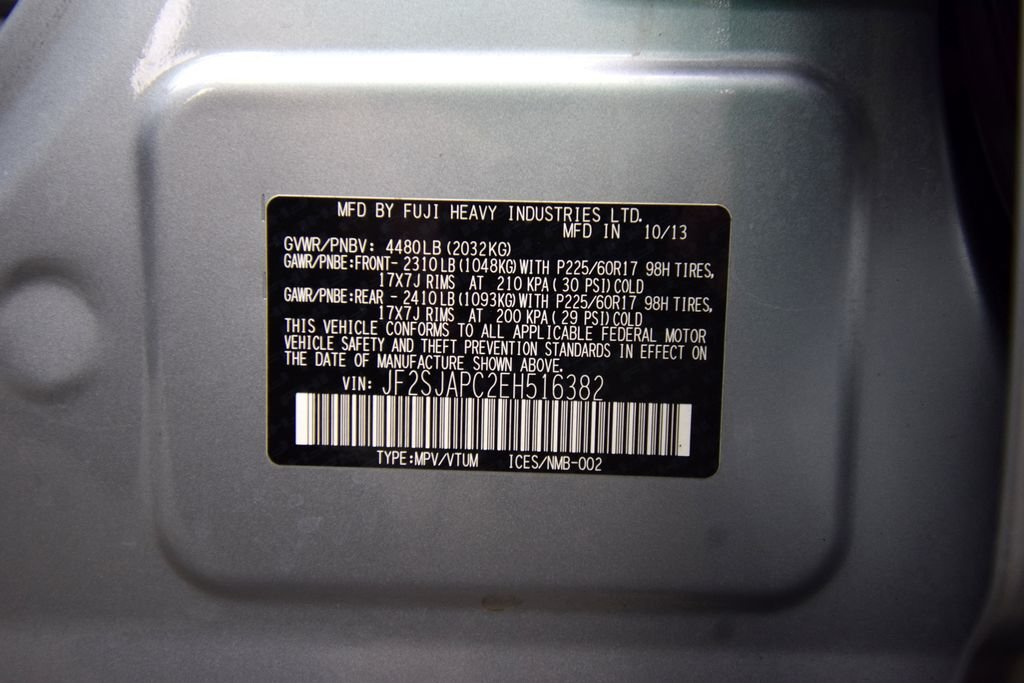 MFD BY FUJI HEAVY INDUSTRIES LTD.
MFD IN 10/13
GVWR/PNBV: 4480LB (2032KG)
GAWR/PNBE:FRONT- 2310LB (1048KG) WITH P225/60R17 98H TIRES,
17X7J RIMS AT 210 KPA ( 30 PSI) COLD
GAWR/PNBE:REAR - 2410LB (1093KG) WITH P225/60R17 98H TIRES,
17X7J RIMS AT 200 KPA ( 29 PSI) COLD
THIS VEHICLE CONFORMS TO ALL APPLICABLE FEDERAL MOTOR
VEHICLE SAFETY AND THEFT PREVENTION STANDARDS IN EFFECT ON
THE DATE OF MANUFACTURE SHOWN ABOVE.
VIN: JF2SJAPC2EH516382
TYPE:MPV/VTUM ICES/NMB-002